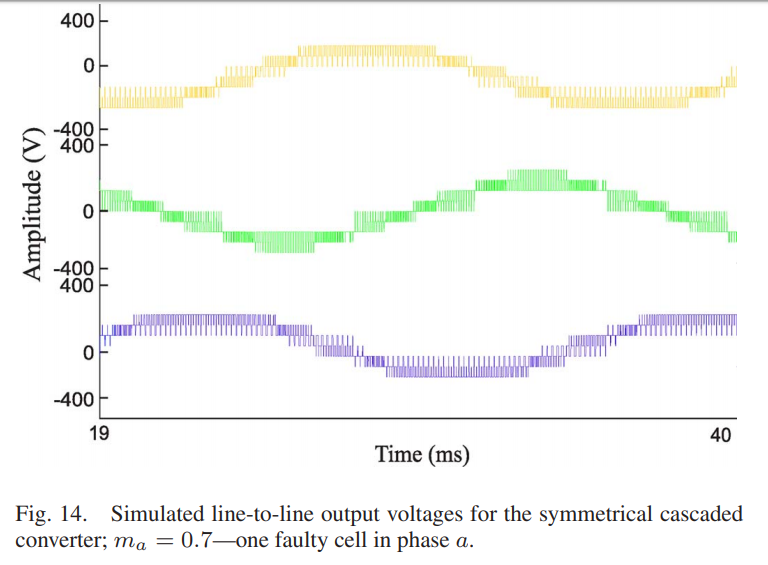 400
0
-400
400
0
-400
400
0
-400
Amplitude (V)
19
40
Time (ms)
Fig. 14. Simulated line-to-line output voltages for the symmetrical cascaded
converter; mₐ = 0.7—one faulty cell in phase a.